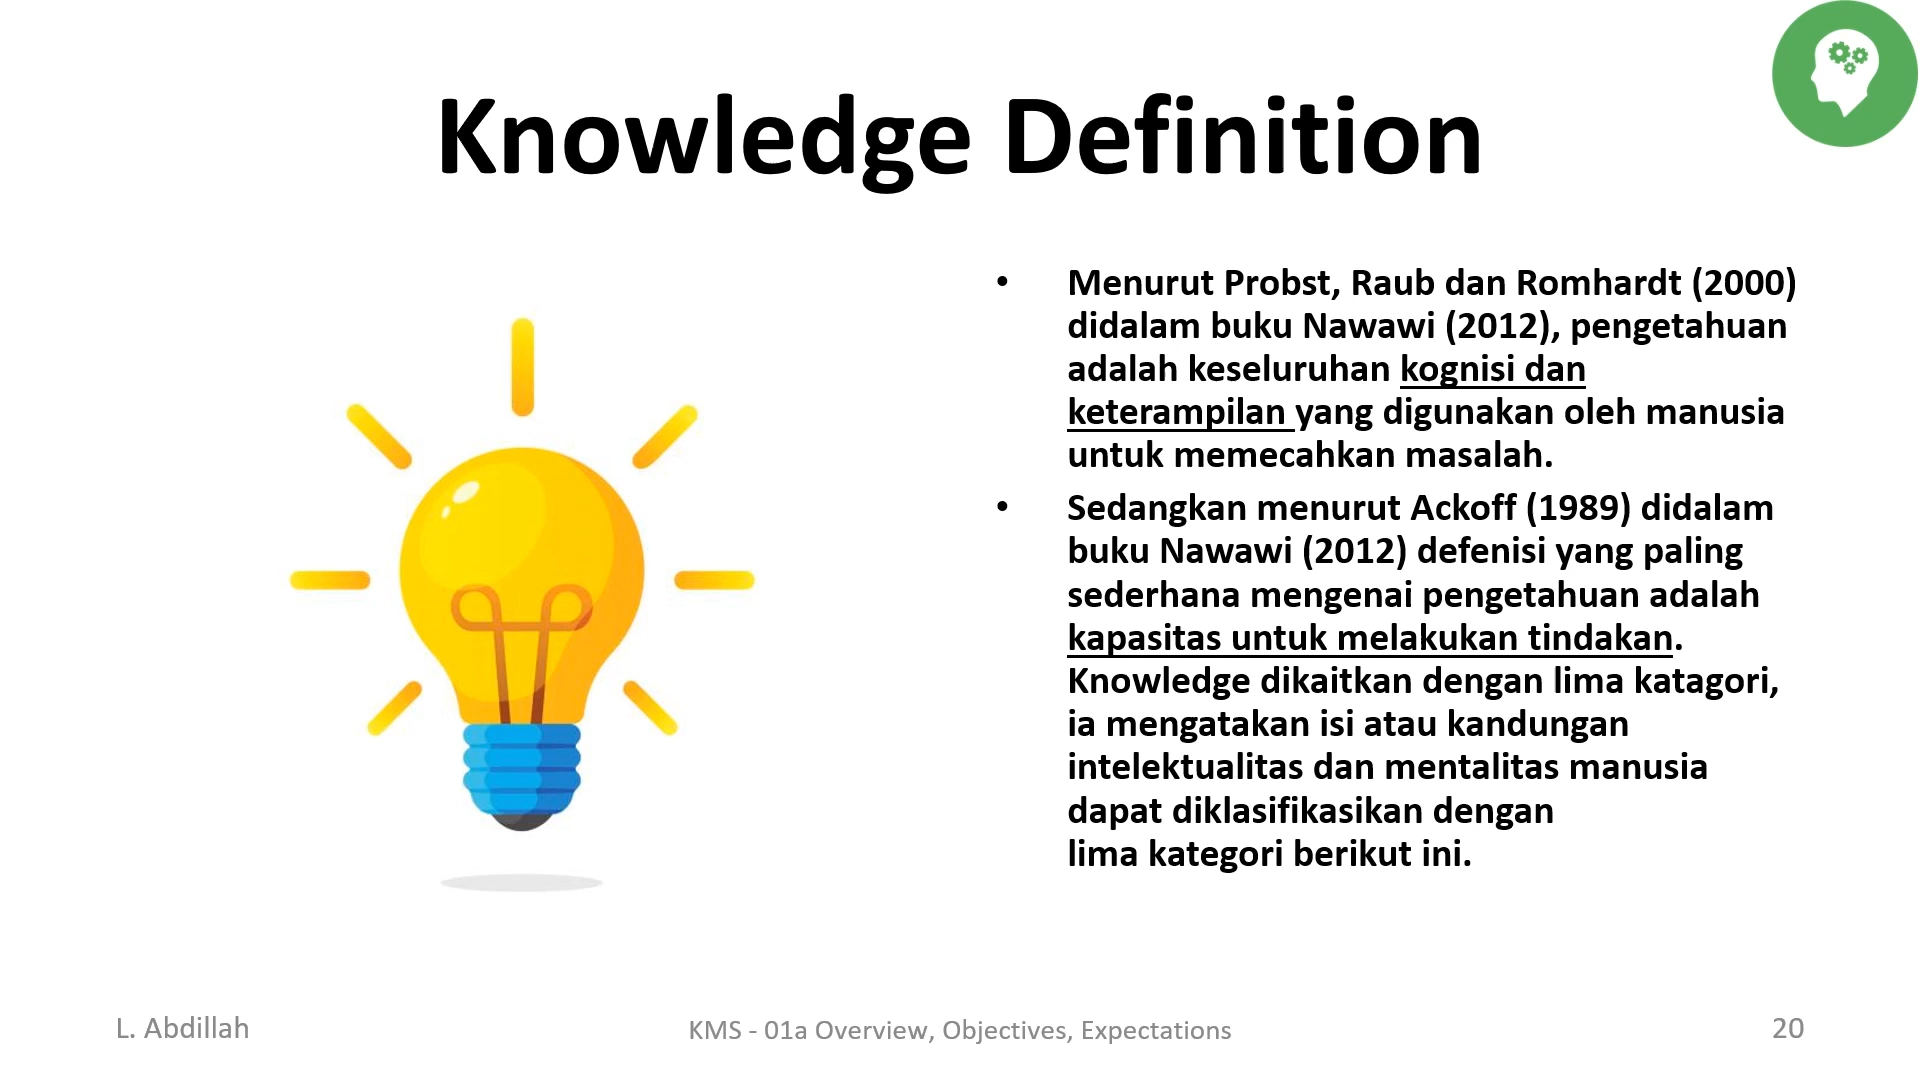 Knowledge Definition
• Menurut Probst, Raub dan Romhardt (2000)
didalam buku Nawawi (2012), pengetahuan
adalah keseluruhan kognisi dan
keterampilan yang digunakan oleh manusia
untuk memecahkan masalah.
• Sedangkan menurut Ackoff (1989) didalam
buku Nawawi (2012) defenisi yang paling
sederhana mengenai pengetahuan adalah
kapasitas untuk melakukan tindakan.
Knowledge dikaitkan dengan lima katagori,
ia mengatakan isi atau kandungan
intelektualitas dan mentalitas manusia
dapat diklasifikasikan dengan
lima kategori berikut ini.
L. Abdillah
KMS - 01a Overview, Objectives, Expectations
20